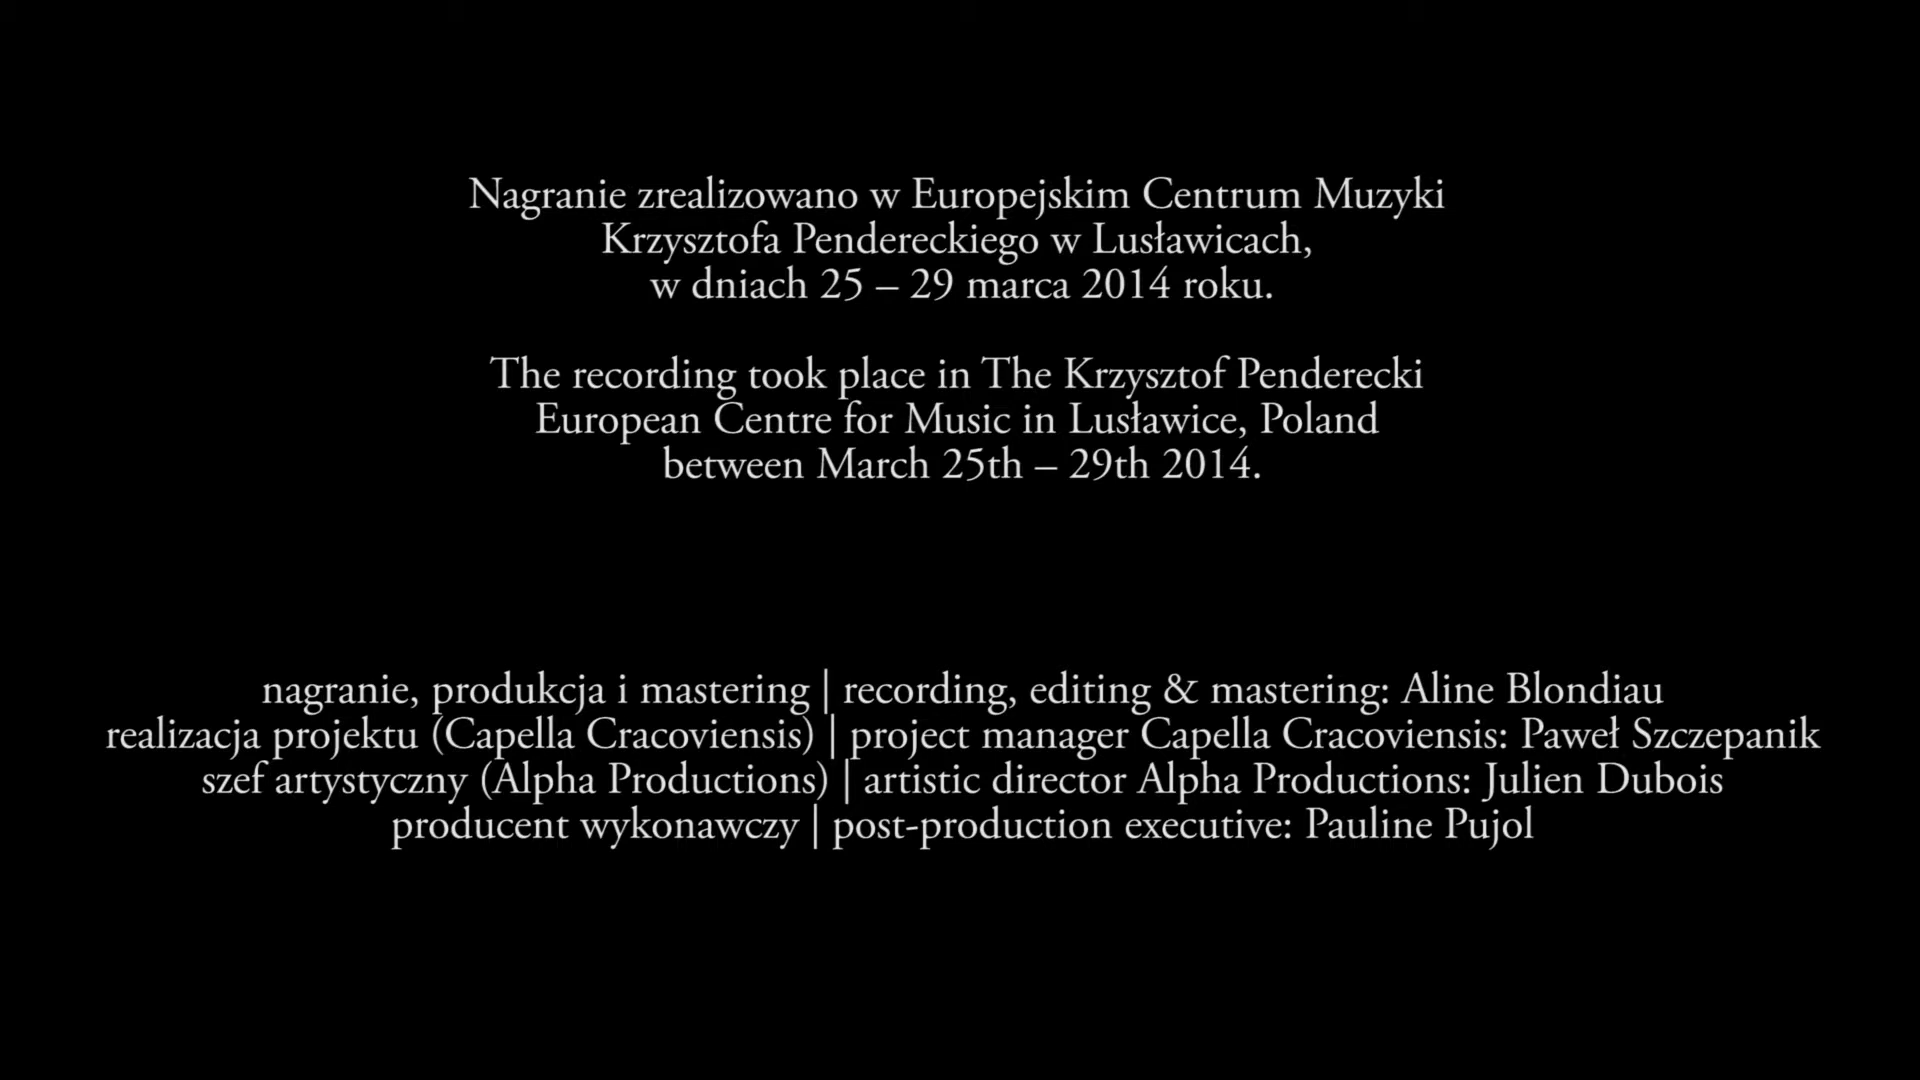 Nagranie zrealizowano w Europejskim Centrum Muzyki
Krzysztofa Pendereckiego w Lusławicach,
w dniach 25 – 29 marca 2014 roku.
The recording took place in The Krzysztof Penderecki
European Centre for Music in Lusławice, Poland
between March 25th – 29th 2014.
nagranie, produkcja i mastering | recording, editing & mastering: Aline Blondiau
realizacja projektu (Capella Cracoviensis) | project manager Capella Cracoviensis: Paweł Szczepanik
szef artystyczny (Alpha Productions) | artistic director Alpha Productions: Julien Dubois
producent wykonawczy | post-production executive: Pauline Pujol